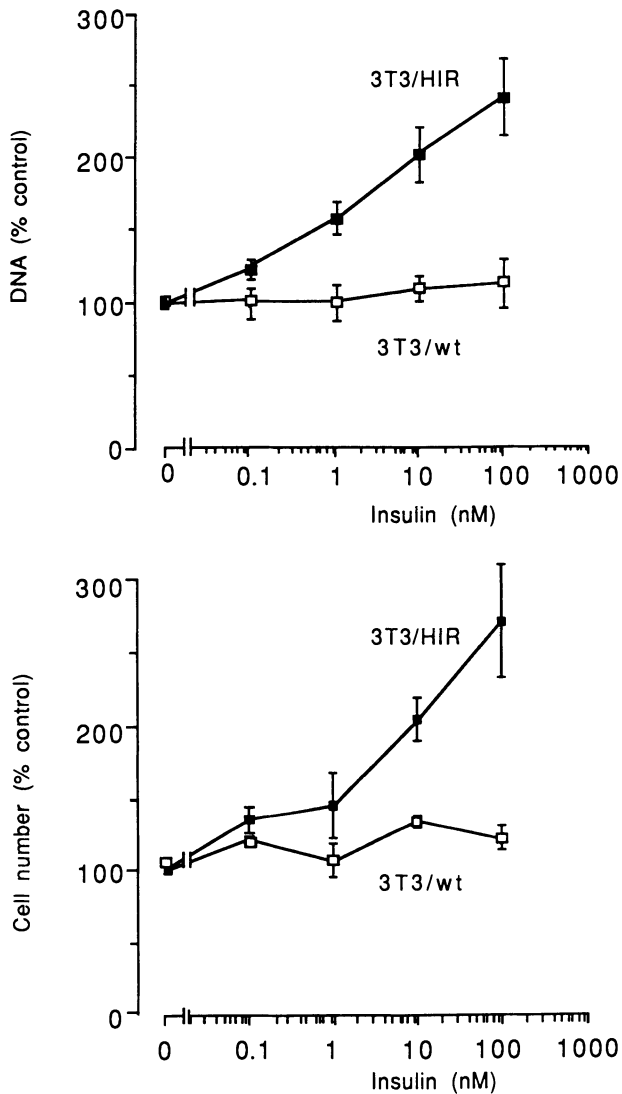 300
3T3/HIR
200
DNA (% control)
100
3T3/wt
0
0 0.1 1 10 100 1000
Insulin (nM)
300
3T3/HIR
200
Cell number (% control)
100
3T3/wt
0
0 0.1 1 10 100 1000
Insulin (nM)